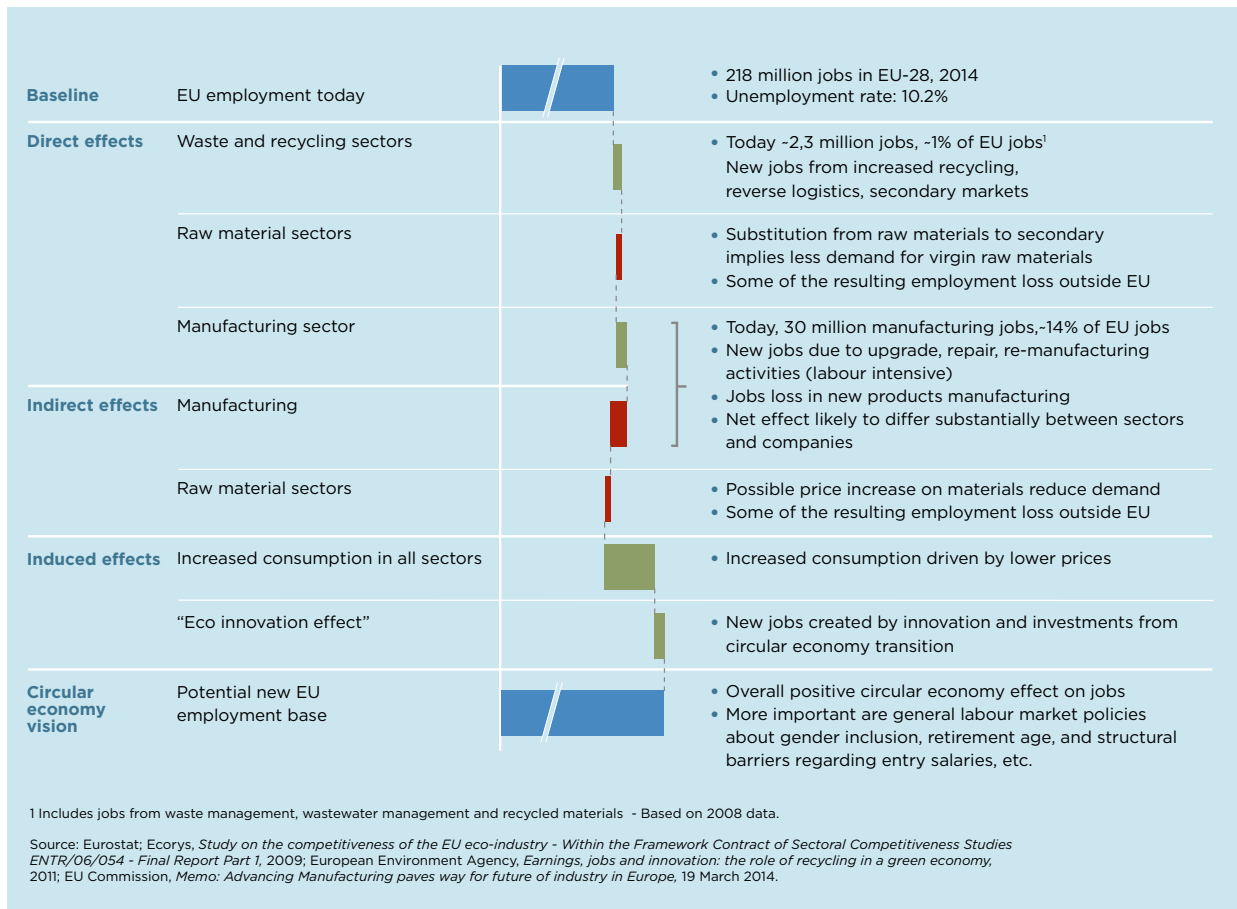 Baseline
EU employment today
• 218 million jobs in EU-28, 2014
• Unemployment rate: 10.2%
Direct effects
Waste and recycling sectors
• Today ~2,3 million jobs, ~1% of EU jobs¹
New jobs from increased recycling,
reverse logistics, secondary markets
Raw material sectors
• Substitution from raw materials to secondary
implies less demand for virgin raw materials
• Some of the resulting employment loss outside EU
Manufacturing sector
• Today, 30 million manufacturing jobs,~14% of EU jobs
• New jobs due to upgrade, repair, re-manufacturing
activities (labour intensive)
• Jobs loss in new products manufacturing
• Net effect likely to differ substantially between sectors
and companies
Indirect effects
Manufacturing
Raw material sectors
• Possible price increase on materials reduce demand
• Some of the resulting employment loss outside EU
Induced effects
Increased consumption in all sectors
• Increased consumption driven by lower prices
“Eco innovation effect”
• New jobs created by innovation and investments from
circular economy transition
Circular
economy
vision
Potential new EU
employment base
• Overall positive circular economy effect on jobs
• More important are general labour market policies
about gender inclusion, retirement age, and structural
barriers regarding entry salaries, etc.
1 Includes jobs from waste management, wastewater management and recycled materials - Based on 2008 data.
Source: Eurostat; Ecorys, Study on the competitiveness of the EU eco-industry - Within the Framework Contract of Sectoral Competitiveness Studies
ENTR/06/054 - Final Report Part 1, 2009; European Environment Agency, Earnings, jobs and innovation: the role of recycling in a green economy,
2011; EU Commission, Memo: Advancing Manufacturing paves way for future of industry in Europe, 19 March 2014.